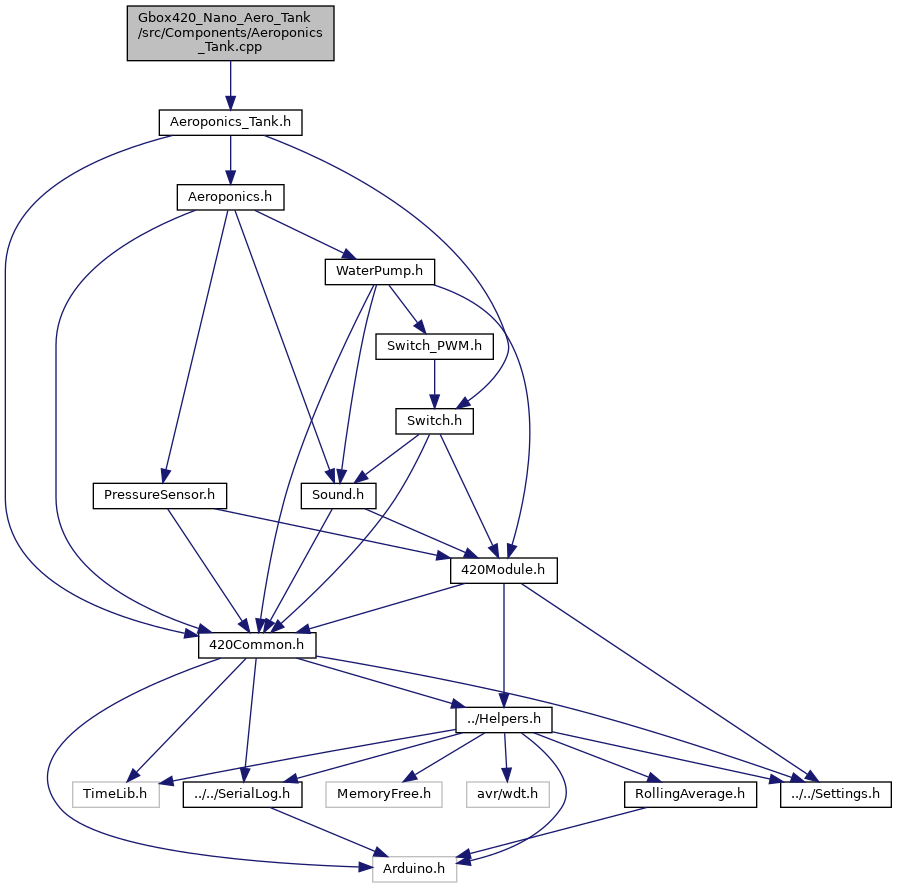 Gbox420_Nano_Aero_Tank
/src/Components/Aeroponics
_Tank.cpp
Aeroponics_Tank.h
Aeroponics.h
WaterPump.h
Switch_PWM.h
Switch.h
PressureSensor.h
Sound.h
420Module.h
420Common.h
../Helpers.h
TimeLib.h
../../SerialLog.h
MemoryFree.h
avr/wdt.h
RollingAverage.h
../../Settings.h
Arduino.h